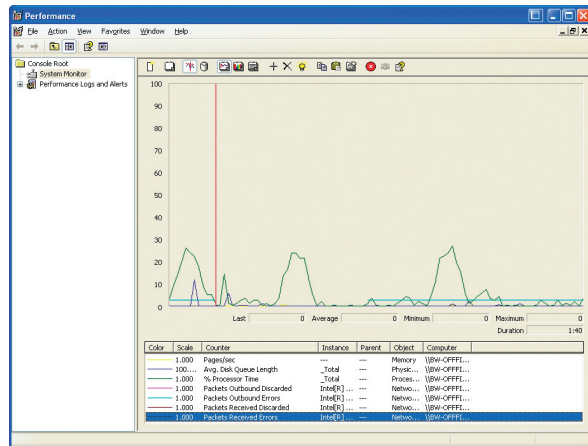 Performance
File Action View Favorites Window Help
Console Root
System Monitor
Performance Logs and Alerts
100
90
80
70
60
50
40
30
20
10
0
Last 0 Average 0 Minimum 0 Maximum 0
Duration 1:40
Color Scale Counter Instance Parent Object Computer
1.000 Pages/sec --- --- Memory \\BW-OFFFI...
100.... Avg. Disk Queue Length _Total --- Physic... \\BW-OFFFI...
1.000 % Processor Time _Total --- Proces... \\BW-OFFFI...
1.000 Packets Outbound Discarded Intel[R] ... --- Netwo... \\BW-OFFFI...
1.000 Packets Outbound Errors Intel[R] ... --- Netwo... \\BW-OFFFI...
1.000 Packets Received Discarded Intel[R] ... --- Netwo... \\BW-OFFFI...
1.000 Packets Received Errors Intel[R] ... --- Netwo... \\BW-OFFFI...